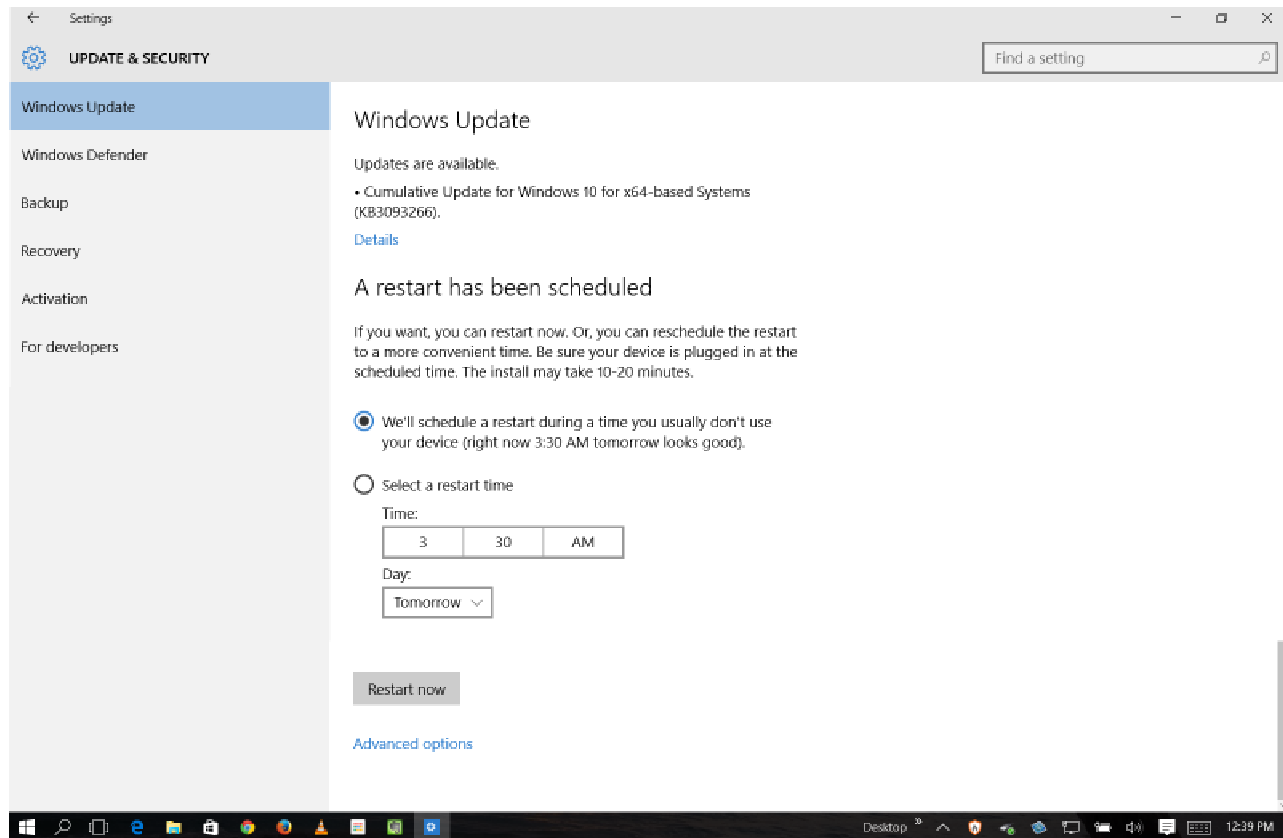 Settings
UPDATE & SECURITY
Find a setting
Windows Update
Windows Defender
Backup
Recovery
Activation
For developers
Windows Update
Updates are available.
• Cumulative Update for Windows 10 for x64-based Systems
(KB3093266).
Details
A restart has been scheduled
If you want, you can restart now. Or, you can reschedule the restart
to a more convenient time. Be sure your device is plugged in at the
scheduled time. The install may take 10-20 minutes.
We'll schedule a restart during a time you usually don't use
your device (right now 3:30 AM tomorrow looks good).
Select a restart time
Time:
3 30 AM
Day:
Tomorrow
Restart now
Advanced options
Desktop 12:39 PM